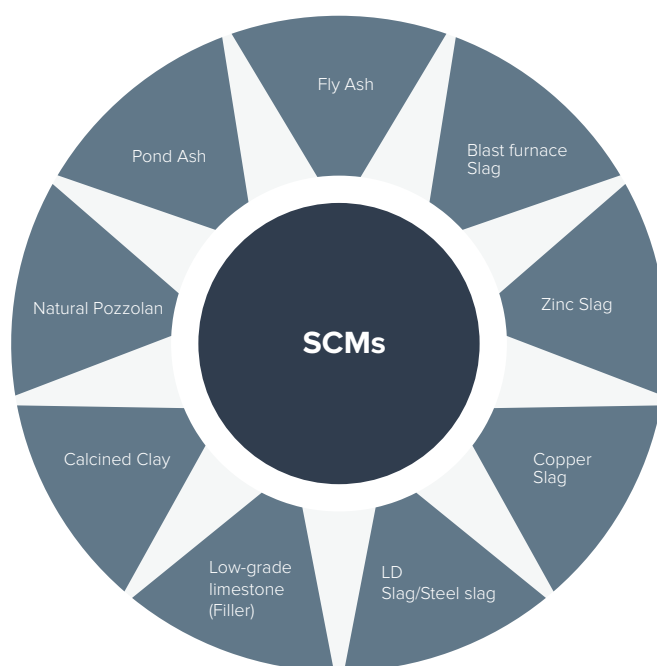 Fly Ash
Blast furnace
Slag
Zinc Slag
Copper
Slag
LD
Slag/Steel slag
Low-grade
limestone
(Filler)
Calcined Clay
Natural Pozzolan
Pond Ash
SCMs